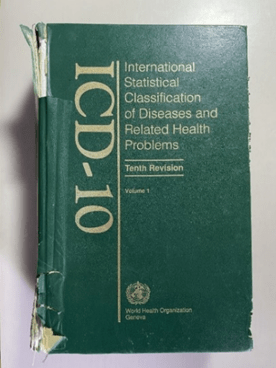 ICD-10
International
Statistical
Classification
of Diseases and
Related Health
Problems
Tenth Revision
Volume 1
World Health Organization
Geneva